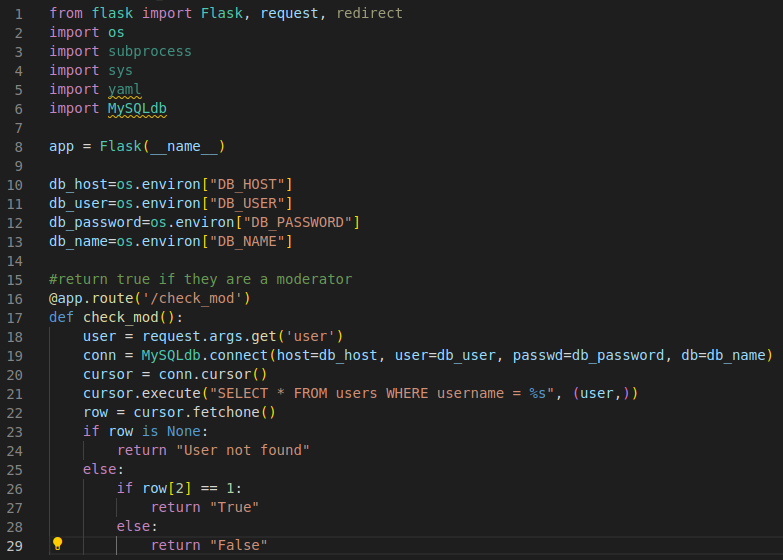 1 from flask import Flask, request, redirect
2 import os
3 import subprocess
4 import sys
5 import yaml
6 import MySQLdb
7
8 app = Flask(__name__)
9
10 db_host=os.environ["DB_HOST"]
11 db_user=os.environ["DB_USER"]
12 db_password=os.environ["DB_PASSWORD"]
13 db_name=os.environ["DB_NAME"]
14
15 #return true if they are a moderator
16 @app.route('/check_mod')
17 def check_mod():
18     user = request.args.get('user')
19     conn = MySQLdb.connect(host=db_host, user=db_user, passwd=db_password, db=db_name)
20     cursor = conn.cursor()
21     cursor.execute("SELECT * FROM users WHERE username = %s", (user,))
22     row = cursor.fetchone()
23     if row is None:
24         return "User not found"
25     else:
26         if row[2] == 1:
27             return "True"
28         else:
29             return "False"